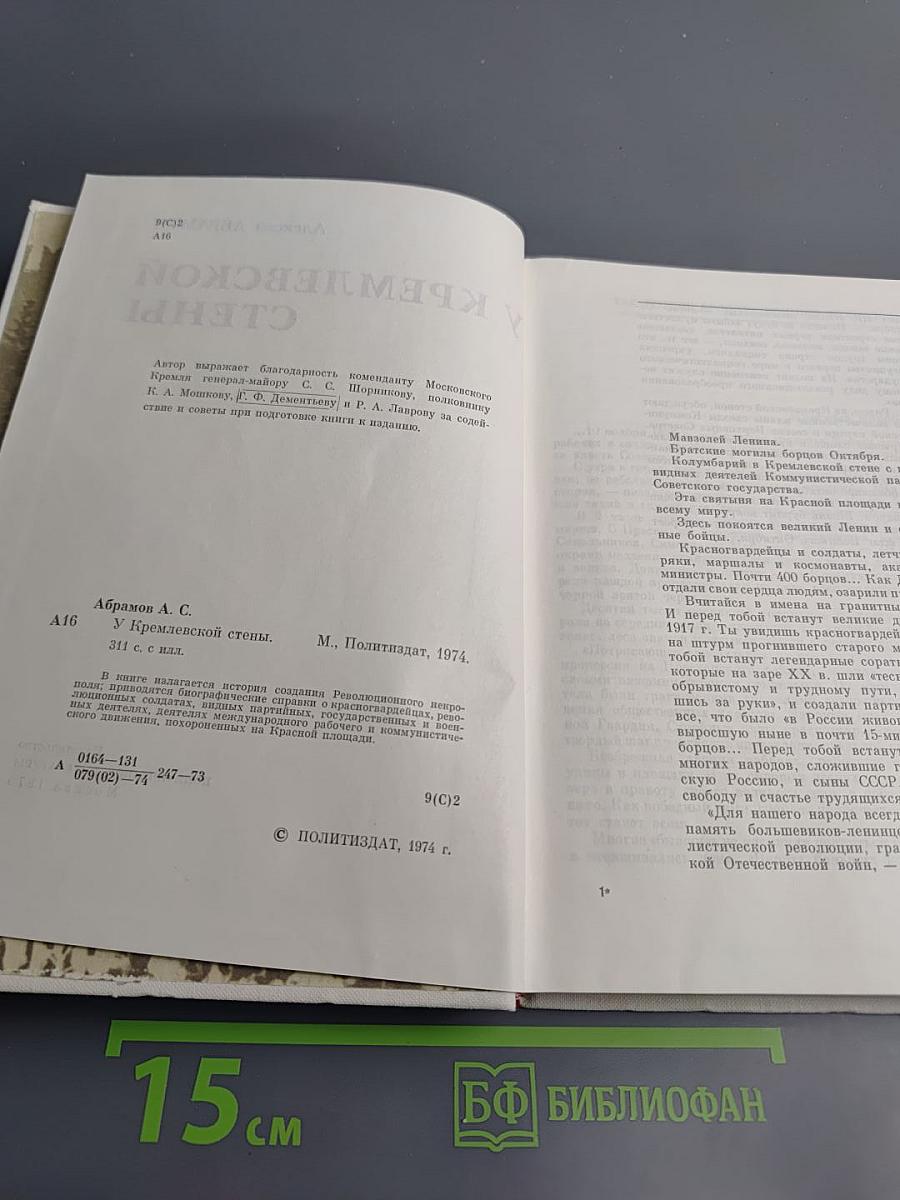 9(С)2
А16
Автор выражает благодарность коменданту Московского
Кремля генерал-майору С. С. Шорникову, полковнику
К. А. Мошкову, Г. Ф. Дементьеву и Р. А. Лаврову за содей-
ствие и советы при подготовке книги к изданию.
Абрамов А. С.
А16 У Кремлевской стены. М., Политиздат, 1974.
311 с. с илл.
В книге излагается история создания Революционного некро-
поля; приводятся биографические справки о красногвардейцах, рево-
люционных солдатах, видных партийных, государственных и воен-
ных деятелях, деятелях международного рабочего и коммунистиче-
ского движения, похороненных на Красной площади.
А 0164—131
079(02)—74 247—73
9(С)2
© ПОЛИТИЗДАТ, 1974 г.
Мавзолей Ленина.
Братские могилы борцов Октября.
Колумбарий в Кремлевской стене с
видных деятелей Коммунистической па
Советского государства.
Эта святыня на Красной площади
всему миру.
Здесь покоятся великий Ленин и
ные бойцы.
Красногвардейцы и солдаты, летч
ряки, маршалы и космонавты, ака
министры. Почти 400 борцов... Как
отдали свои сердца людям, озарили
Вчитайся в имена на гранитны
И перед тобой встанут великие д
1917 г. Ты увидишь красногвардей
на штурм прогнившего старого м
тобой встанут легендарные сорат
которые на заре XX в. шли «тес
обрывистому и трудному пути,
шись за руки», и создали парти
все, что было «в России живо
выросшую ныне в почти 15-ми
борцов... Перед тобой встанут
многих народов, сложившие г
скую Россию, и сыны СССР
свободу и счастье трудящихся
«Для нашего народа всегд
память большевиков-ленинце
листической революции, гра
кой Отечественной войн, —
1*
15 см
БФ БИБЛИОФАН